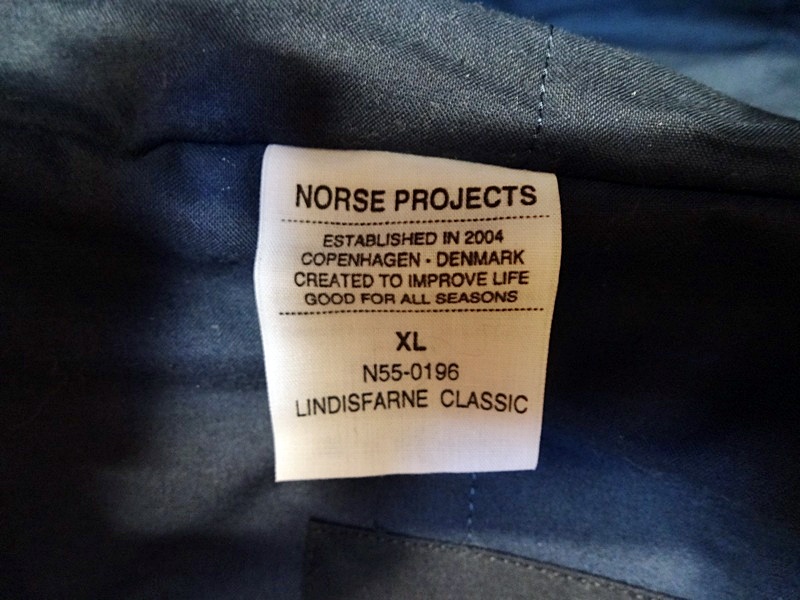 NORSE PROJECTS
ESTABLISHED IN 2004
COPENHAGEN · DENMARK
CREATED TO IMPROVE LIFE
GOOD FOR ALL SEASONS
XL
N55-0196
LINDISFARNE CLASSIC